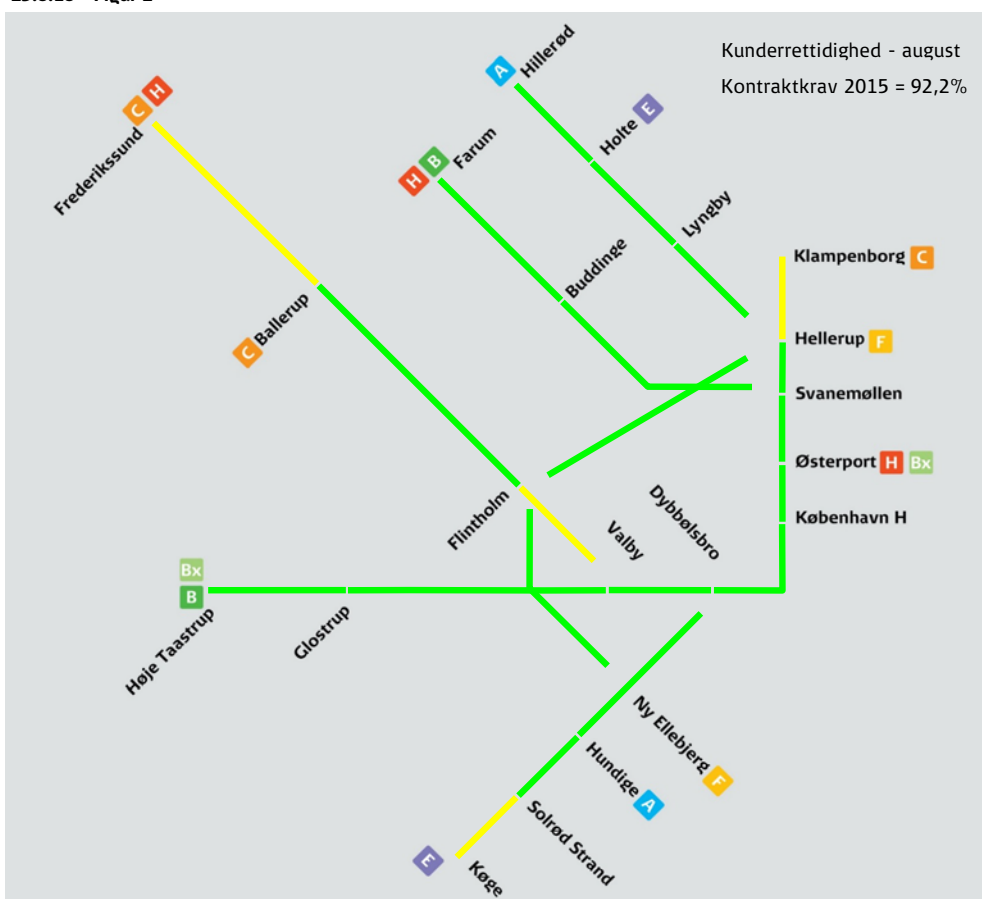 Kunderrettidighed - august
Kontraktkrav 2015 = 92,2%
A Hillerød
Holte E
Lyngby
C H
Frederikssund
H B Farum
Buddinge
Klampenborg C
Hellerup F
Svanemøllen
Østerport H Bx
København H
C Ballerup
Flintholm
Valby
Dybbølsbro
Bx
B
Høje Taastrup
Glostrup
Ny Ellebjerg F
Hundige A
Solrød Strand
E Køge